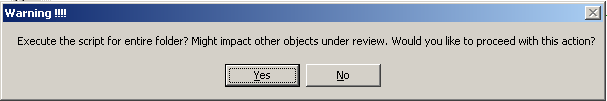 Warning !!!!
Execute the script for entire folder? Might impact other objects under review. Would you like to proceed with this action?
Yes
No